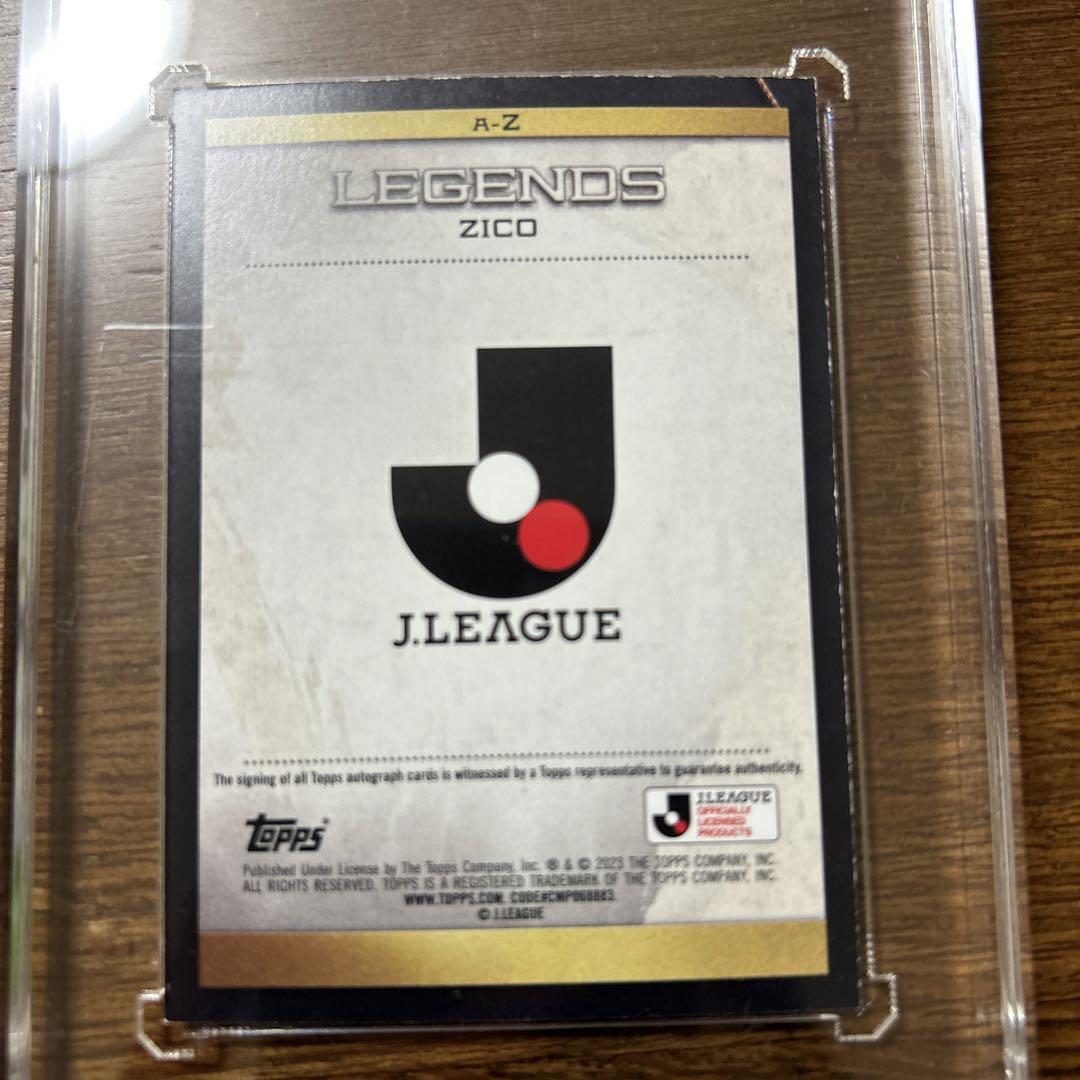 A-Z
LEGENDS
ZICO
J.LEAGUE
The signing of all Topps autograph cards is witnessed by a Topps representative to guarantee authenticity.
Topps®
J.LEAGUE
OFFICIALLY
LICENSED
PRODUCTS
Published Under License by The Topps Company, Inc. ® & © 2023 THE TOPPS COMPANY, INC.
ALL RIGHTS RESERVED. TOPPS IS A REGISTERED TRADEMARK OF THE TOPPS COMPANY, INC.
WWW.TOPPS.COM. CODE#CMP068883.
© J.LEAGUE